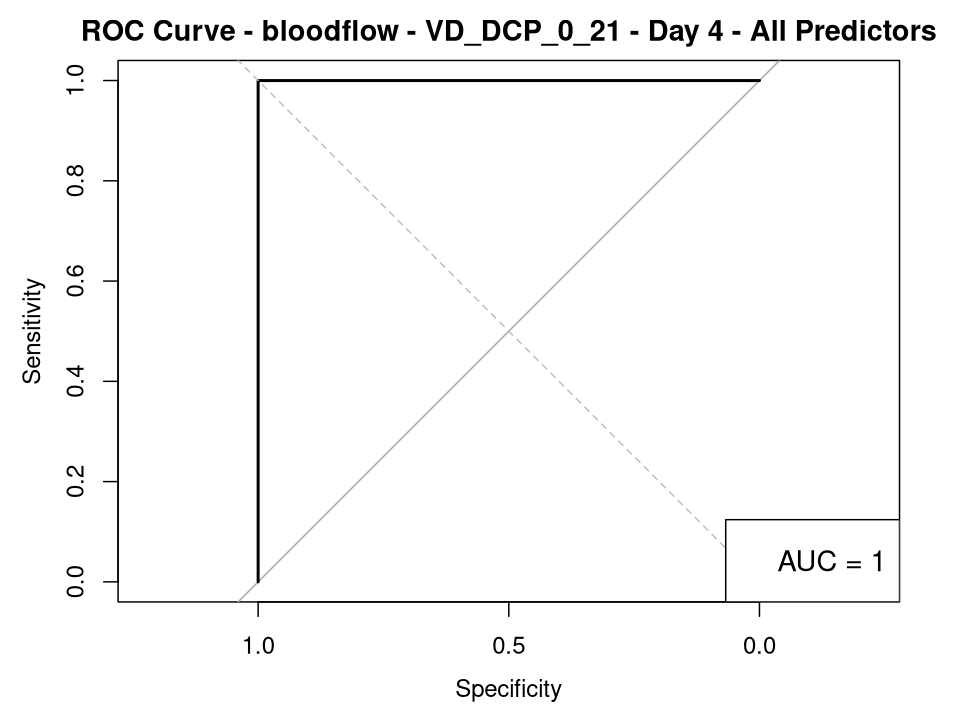 ROC Curve - bloodflow - VD_DCP_0_21 - Day 4 - All Predictors
Sensitivity
1.0
0.8
0.6
0.4
0.2
0.0
AUC = 1
1.0 0.5 0.0
Specificity